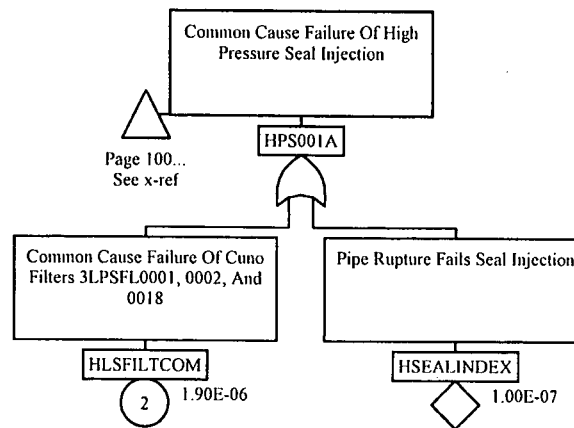 Common Cause Failure Of High
Pressure Seal Injection
HPS001A
Page 100...
See x-ref
Common Cause Failure Of Cuno
Filters 3LPSFL0001, 0002, And
0018
HLSFILTCOM
2
1.90E-06
Pipe Rupture Fails Seal Injection
HSEALINDEX
1.00E-07